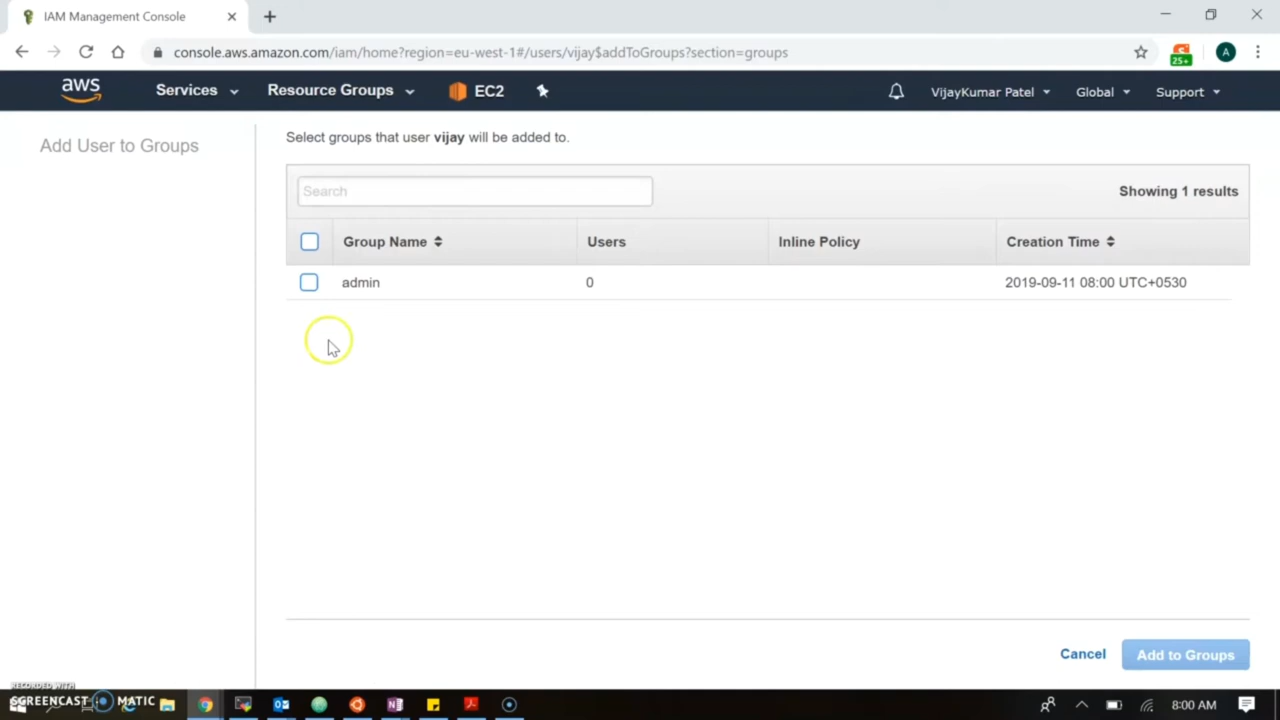 IAM Management Console
console.aws.amazon.com/iam/home?region=eu-west-1#/users/vijay$addToGroups?section=groups
25+
A
aws
Services
Resource Groups
EC2
VijayKumar Patel
Global
Support
Add User to Groups
Select groups that user vijay will be added to.
Search
Showing 1 results
Group Name
Users
Inline Policy
Creation Time
admin
0
2019-09-11 08:00 UTC+0530
Cancel
Add to Groups
RECORDED WITH
SCREENCAST MATIC
8:00 AM